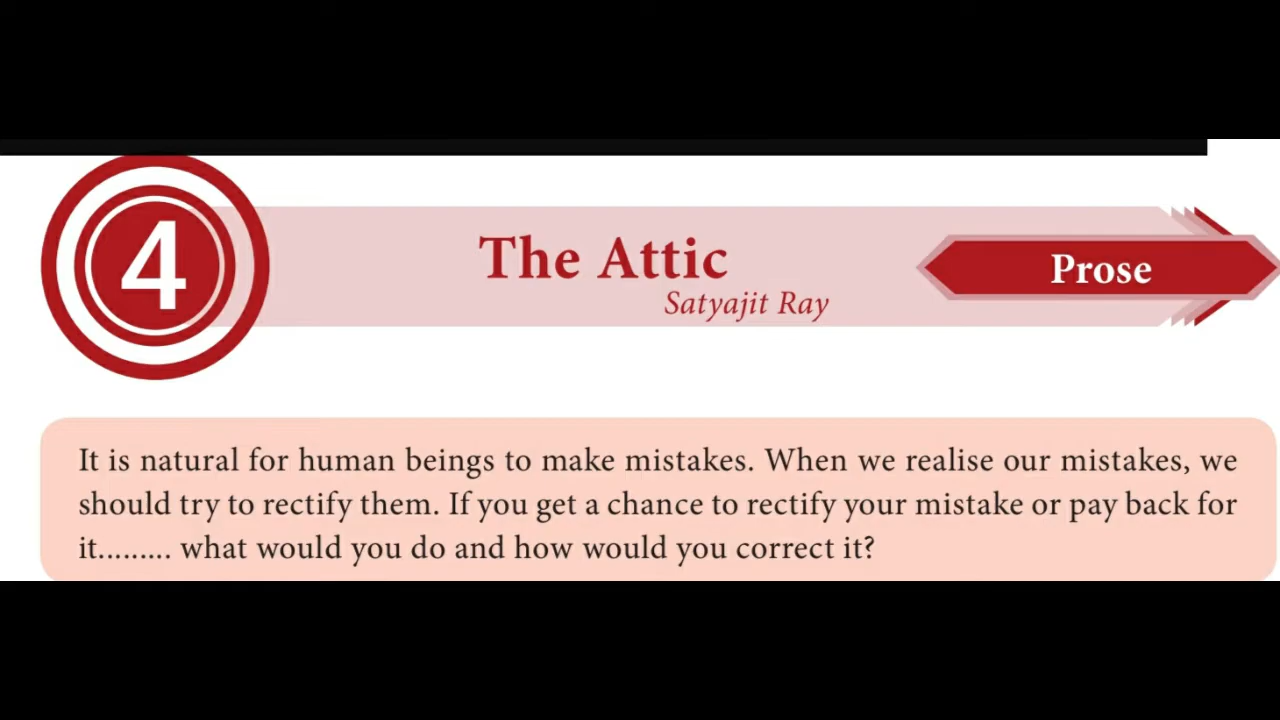 4
The Attic
Satyajit Ray
Prose
It is natural for human beings to make mistakes. When we realise our mistakes, we
should try to rectify them. If you get a chance to rectify your mistake or pay back for
it......... what would you do and how would you correct it?